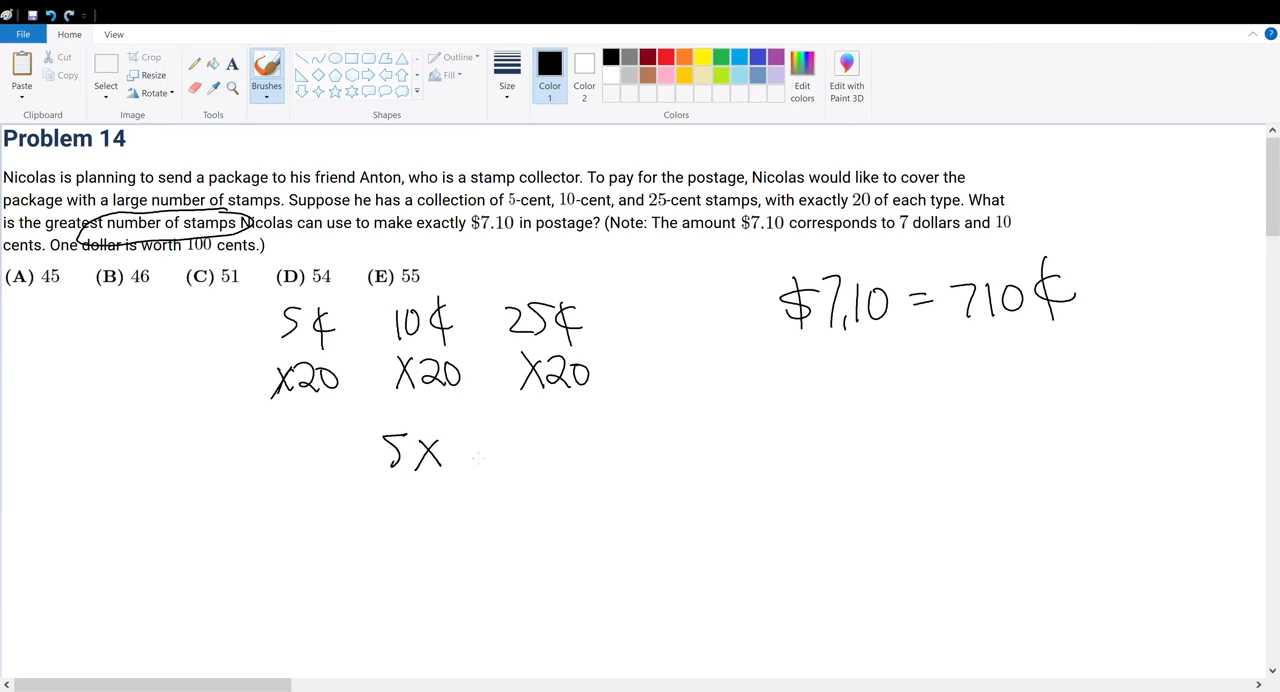 File Home View
Paste Cut Copy Clipboard
Select Crop Resize Rotate Image
A Tools
Brushes
Outline Fill Shapes
Size
Color 1 Color 2 Edit colors Colors
Edit with Paint 3D
Problem 14
Nicolas is planning to send a package to his friend Anton, who is a stamp collector. To pay for the postage, Nicolas would like to cover the
package with a large number of stamps. Suppose he has a collection of 5-cent, 10-cent, and 25-cent stamps, with exactly 20 of each type. What
is the greatest number of stamps Nicolas can use to make exactly $7.10 in postage? (Note: The amount $7.10 corresponds to 7 dollars and 10
cents. One dollar is worth 100 cents.)
(A) 45 (B) 46 (C) 51 (D) 54 (E) 55
$7.10 = 710¢
5¢ 10¢ 25¢
x20 x20 x20
5x